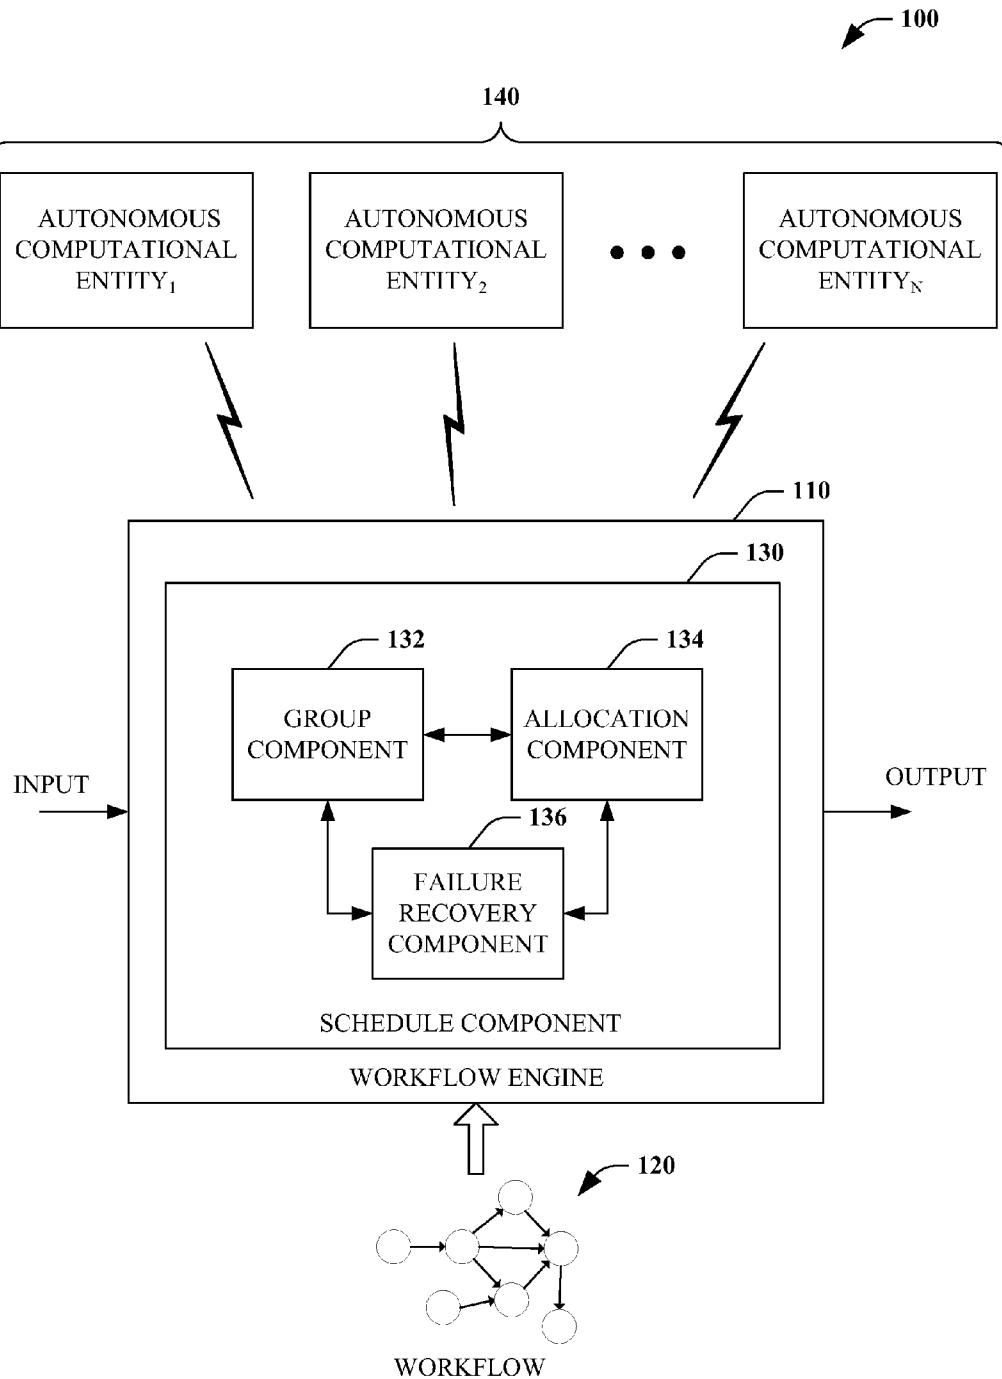 100
140
AUTONOMOUS
COMPUTATIONAL
ENTITY1
AUTONOMOUS
COMPUTATIONAL
ENTITY2
AUTONOMOUS
COMPUTATIONAL
ENTITYN
110
130
132
134
GROUP
COMPONENT
ALLOCATION
COMPONENT
INPUT
OUTPUT
136
FAILURE
RECOVERY
COMPONENT
SCHEDULE COMPONENT
WORKFLOW ENGINE
120
WORKFLOW